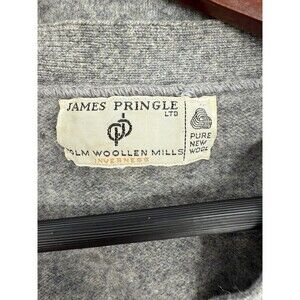 JAMES PRINGLE
LTD
HOLM WOOLLEN MILLS
INVERNESS
PURE
NEW
WOOL